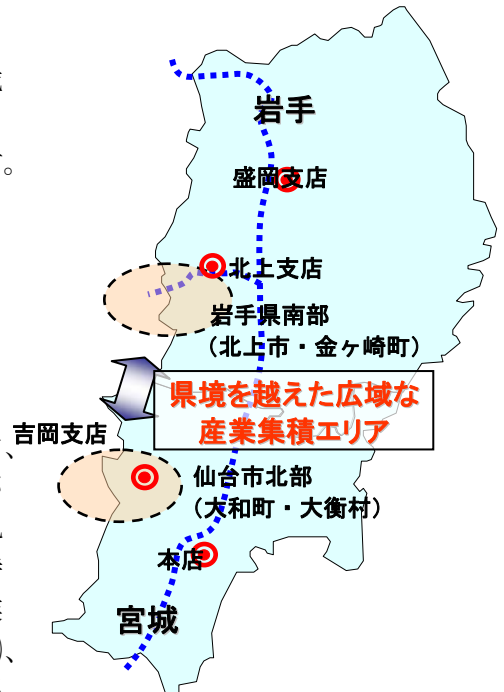 岩手
盛岡支店
北上支店
岩手県南部
（北上市・金ヶ崎町）
県境を越えた広域な
産業集積エリア
吉岡支店
仙台市北部
（大和町・大衡村）
本店
宮城